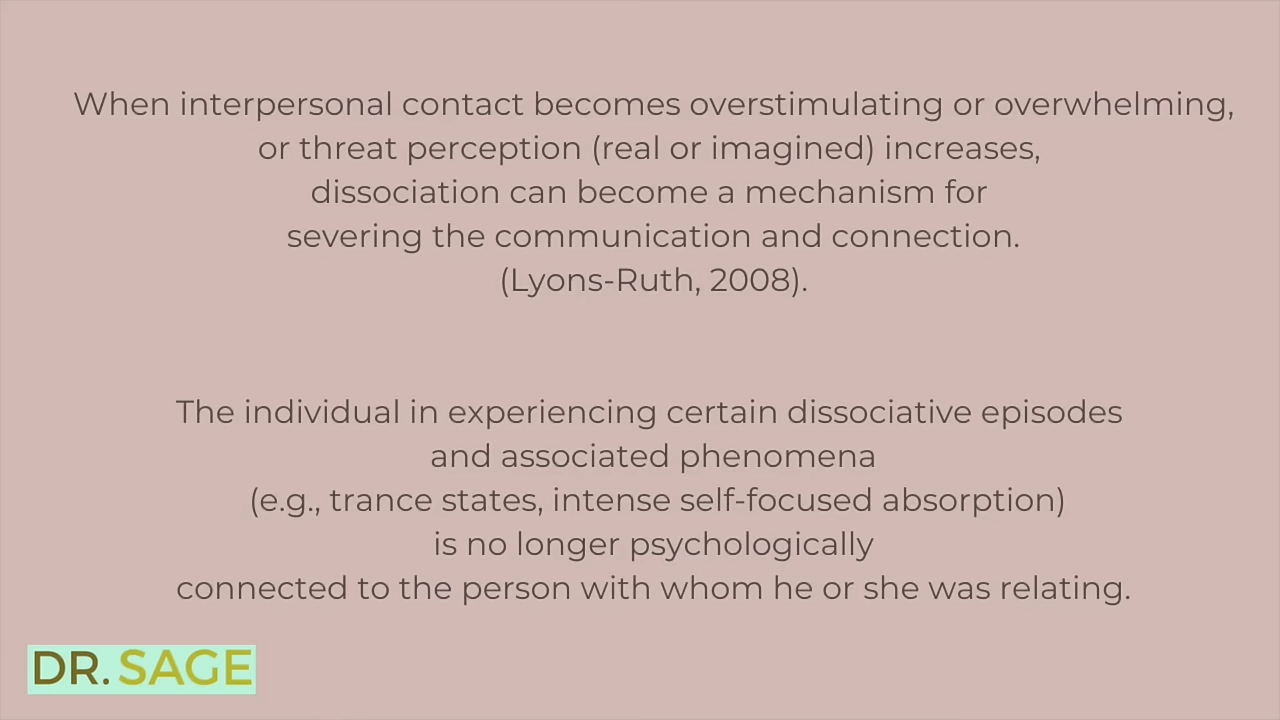 When interpersonal contact becomes overstimulating or overwhelming,
or threat perception (real or imagined) increases,
dissociation can become a mechanism for
severing the communication and connection.
(Lyons-Ruth, 2008).
The individual in experiencing certain dissociative episodes
and associated phenomena
(e.g., trance states, intense self-focused absorption)
is no longer psychologically
connected to the person with whom he or she was relating.
DR. SAGE